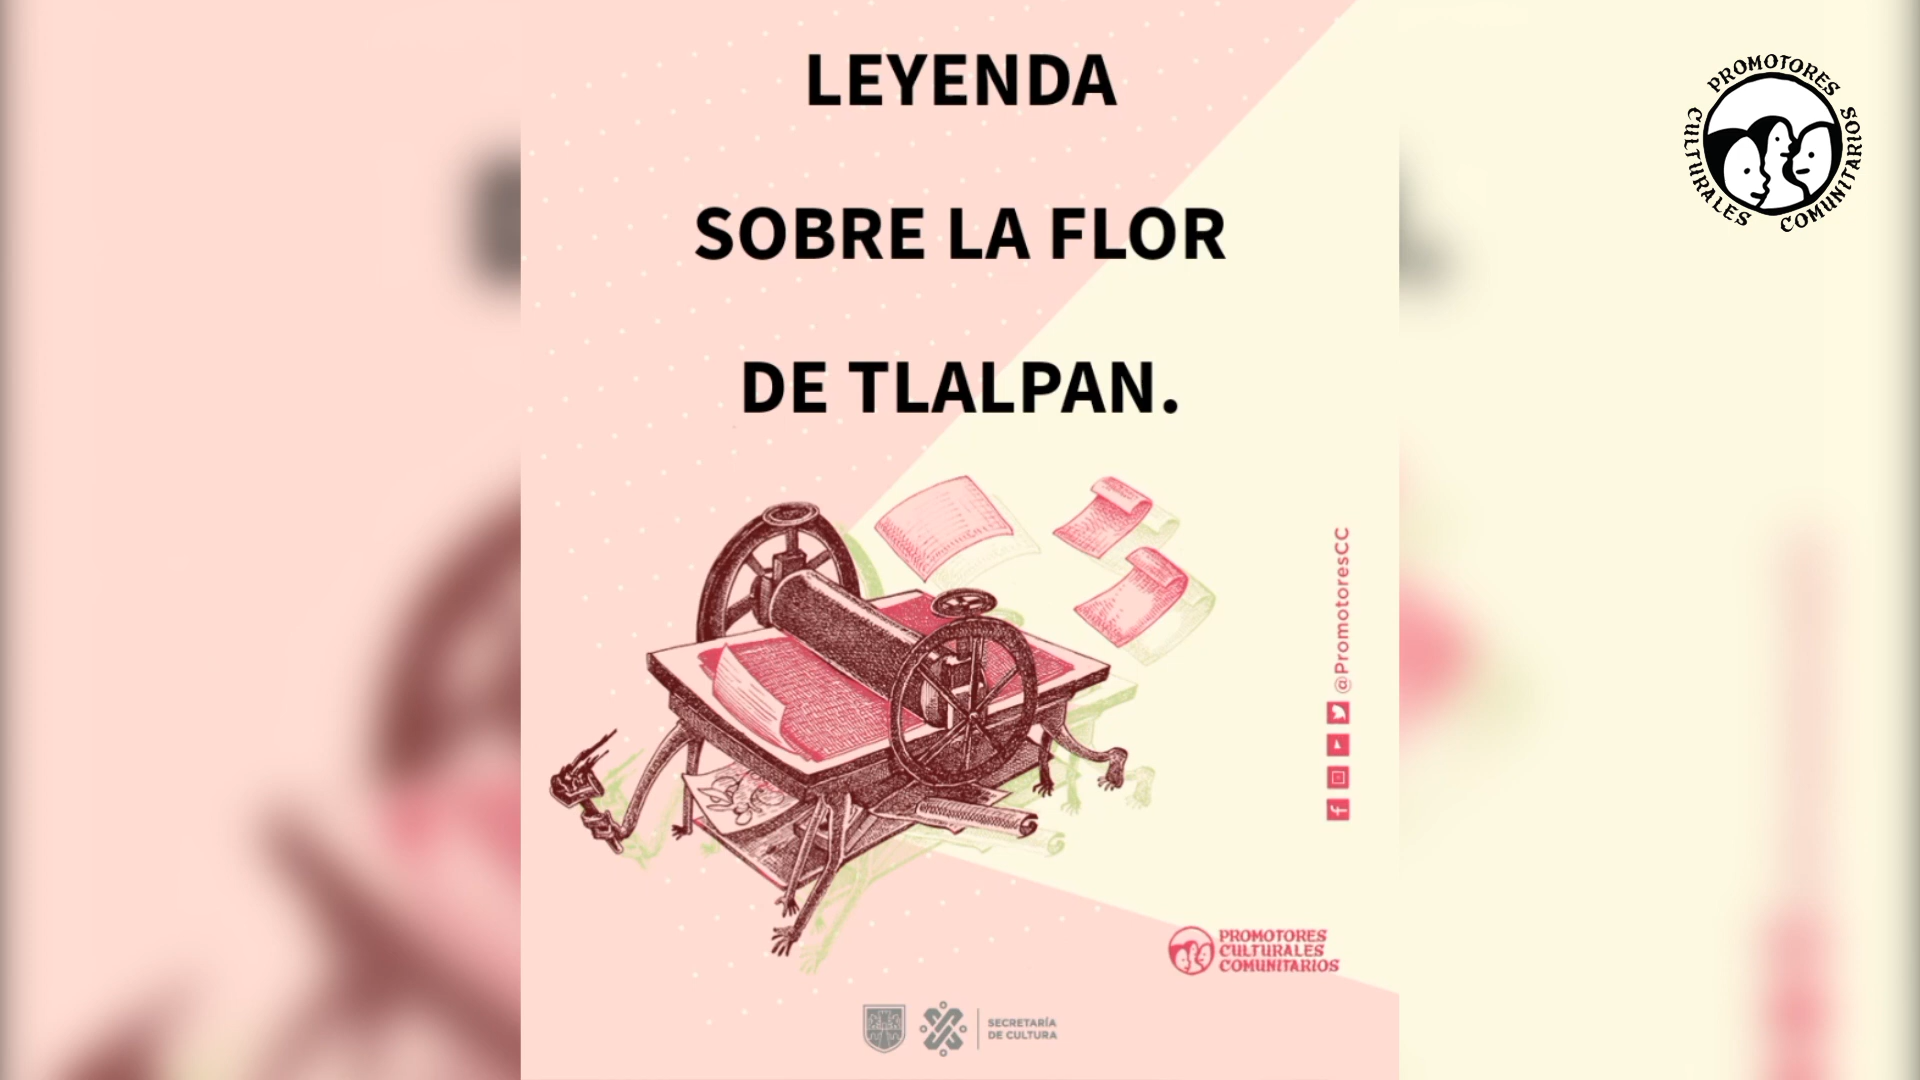 LEYENDA
SOBRE LA FLOR
DE TLALPAN.
PROMOTORES CULTURALES COMUNITARIOS
@PromotoresCC
PROMOTORES
CULTURALES
COMUNITARIOS
SECRETARÍA
DE CULTURA